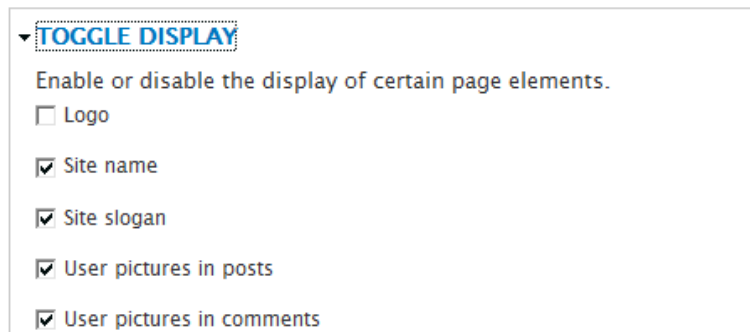 TOGGLE DISPLAY
Enable or disable the display of certain page elements.
Logo
Site name
Site slogan
User pictures in posts
User pictures in comments